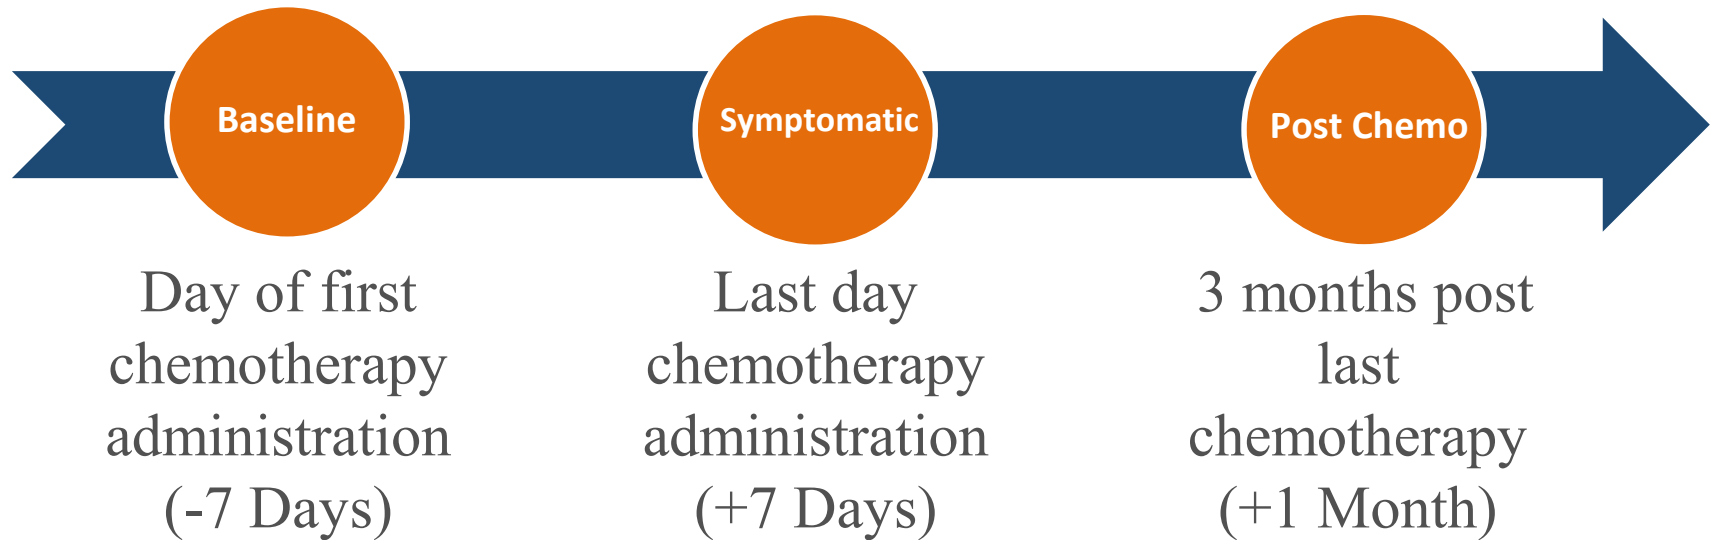 Baseline
Symptomatic
Post Chemo
Day of first
chemotherapy
administration
(-7 Days)
Last day
chemotherapy
administration
(+7 Days)
3 months post
last
chemotherapy
(+1 Month)